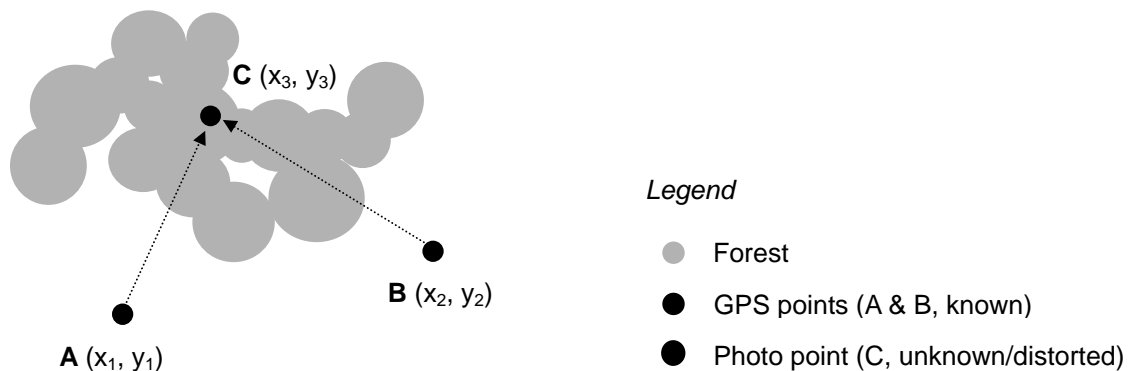 C (x₃, y₃)
Legend
Forest
B (x₂, y₂)
GPS points (A & B, known)
A (x₁, y₁)
Photo point (C, unknown/distorted)